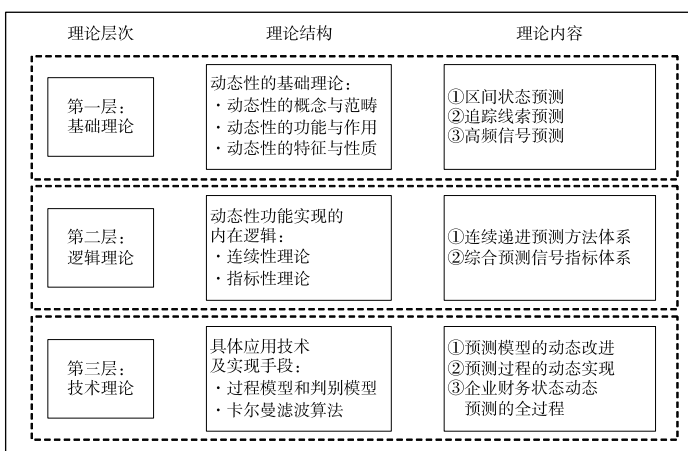 理论层次
理论结构
理论内容
第一层：
基础理论
动态性的基础理论：
·动态性的概念与范畴
·动态性的功能与作用
·动态性的特征与性质
①区间状态预测
②追踪线索预测
③高频信号预测
第二层：
逻辑理论
动态性功能实现的
内在逻辑：
·连续性理论
·指标性理论
①连续递进预测方法体系
②综合预测信号指标体系
第三层：
技术理论
具体应用技术
及实现手段：
·过程模型和判别模型
·卡尔曼滤波算法
①预测模型的动态改进
②预测过程的动态实现
③企业财务状态动态
预测的全过程